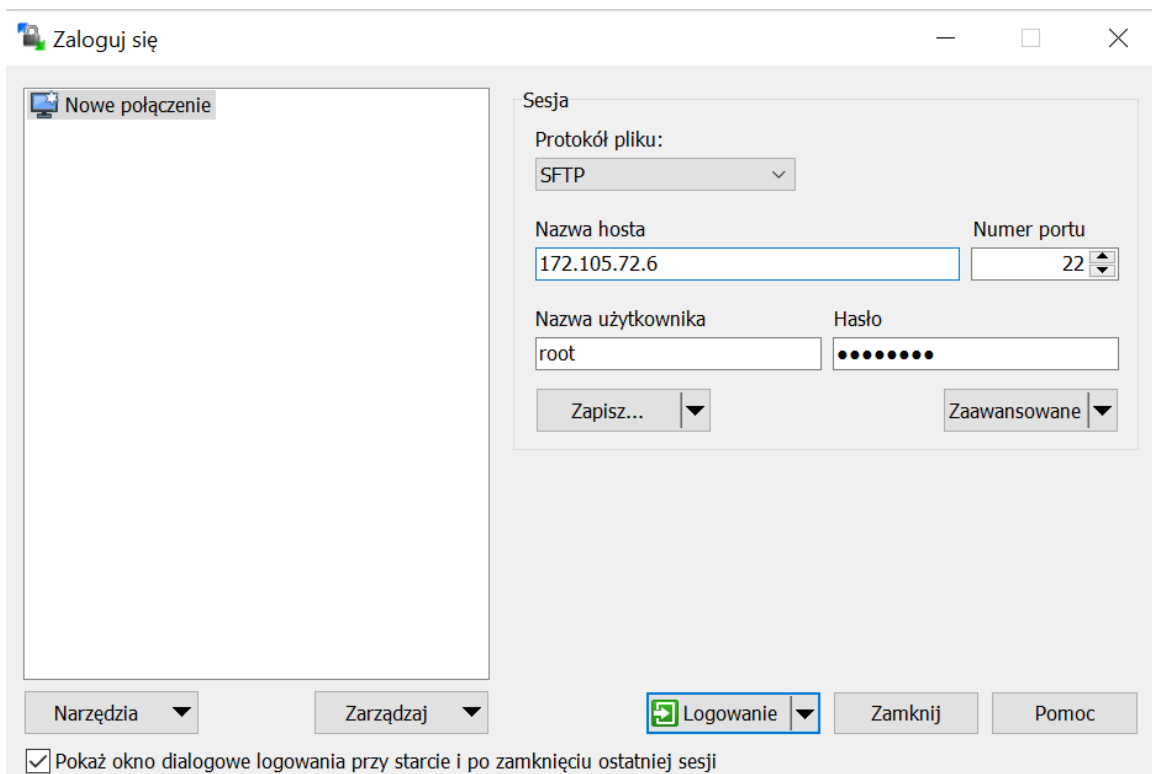 Zaloguj się
Nowe połączenie
Sesja
Protokół pliku:
SFTP
Nazwa hosta
Numer portu
172.105.72.6
22
Nazwa użytkownika
Hasło
root
••••••••
Zapisz...
Zaawansowane
Narzędzia
Zarządzaj
Logowanie
Zamknij
Pomoc
Pokaż okno dialogowe logowania przy starcie i po zamknięciu ostatniej sesji